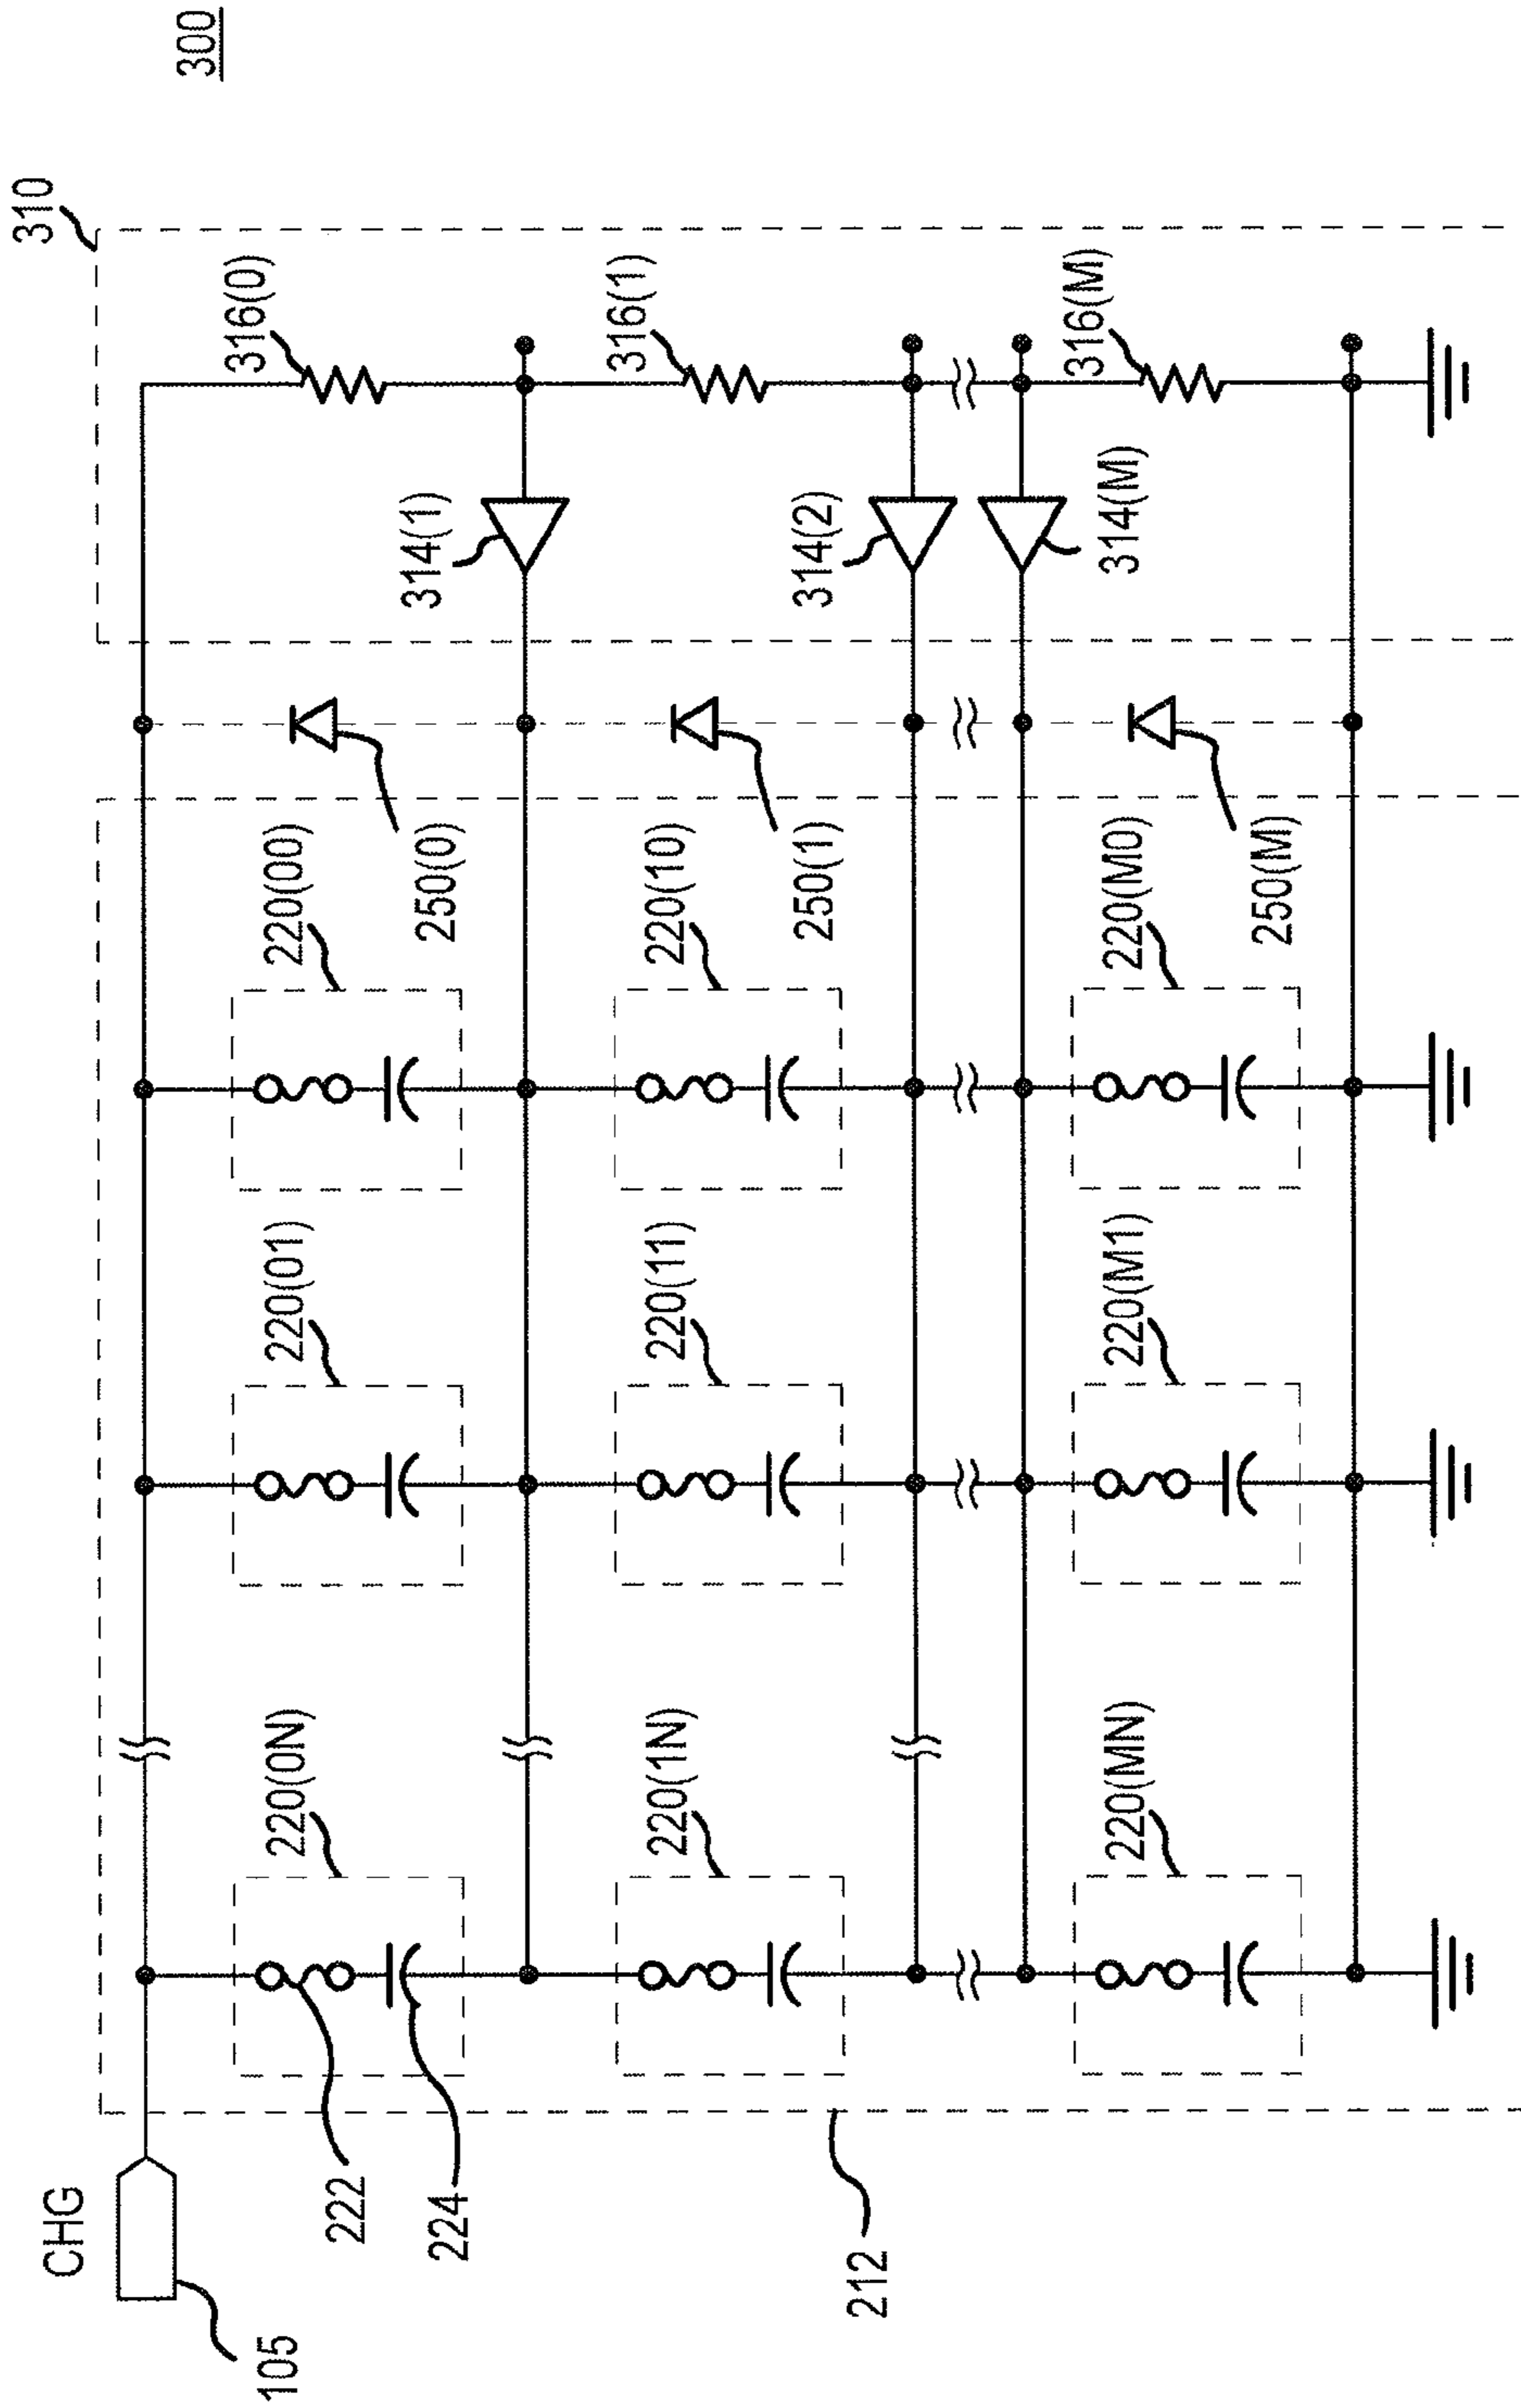 300
310
CHG
105
316(0)
316(1)
316(M)
314(1)
314(2)
314(M)
250(0)
250(1)
250(M)
220(00)
220(10)
220(M0)
220(01)
220(11)
220(M1)
220(0N)
220(1N)
220(MN)
222
224
212